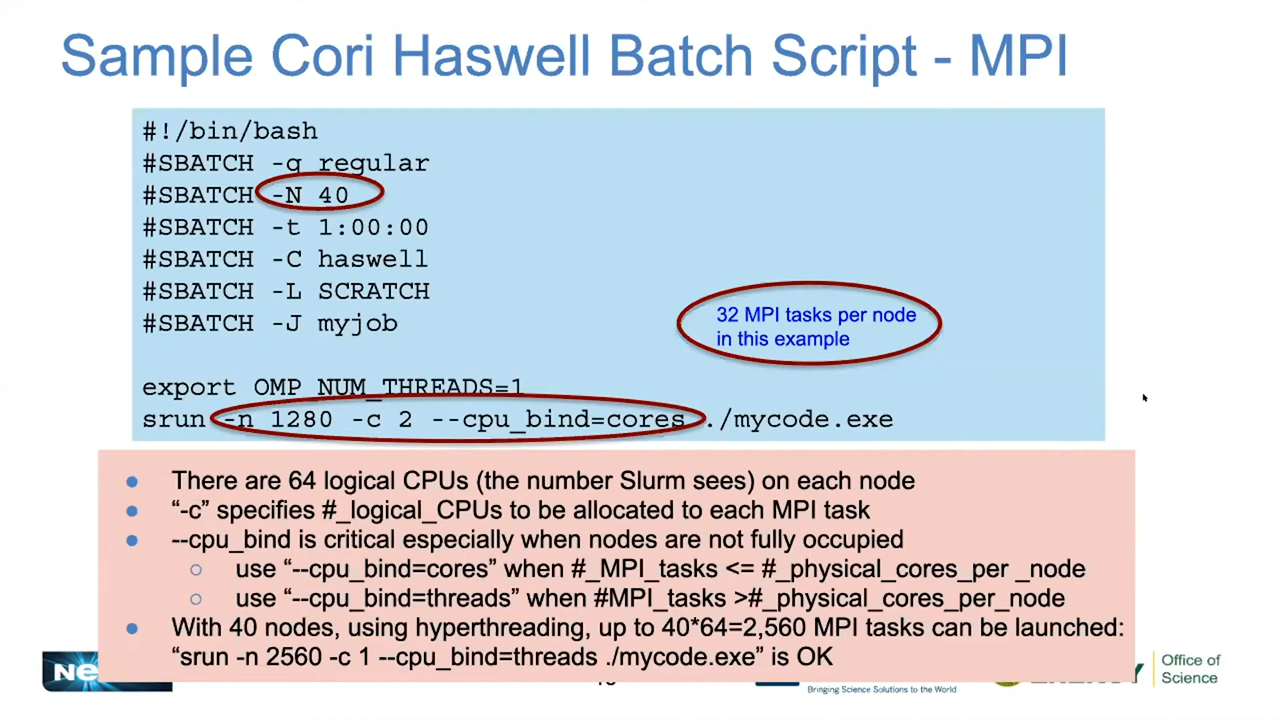 Sample Cori Haswell Batch Script - MPI
#!/bin/bash
#SBATCH -q regular
#SBATCH -N 40
#SBATCH -t 1:00:00
#SBATCH -C haswell
#SBATCH -L SCRATCH
#SBATCH -J myjob
32 MPI tasks per node
in this example
export OMP_NUM_THREADS=1
srun -n 1280 -c 2 --cpu_bind=cores ./mycode.exe
● There are 64 logical CPUs (the number Slurm sees) on each node
● “-c” specifies #_logical_CPUs to be allocated to each MPI task
● --cpu_bind is critical especially when nodes are not fully occupied
○ use “--cpu_bind=cores” when #_MPI_tasks <= #_physical_cores_per _node
○ use “--cpu_bind=threads” when #MPI_tasks >#_physical_cores_per_node
● With 40 nodes, using hyperthreading, up to 40*64=2,560 MPI tasks can be launched:
“srun -n 2560 -c 1 --cpu_bind=threads ./mycode.exe” is OK
Bringing Science Solutions to the World
Office of
Science